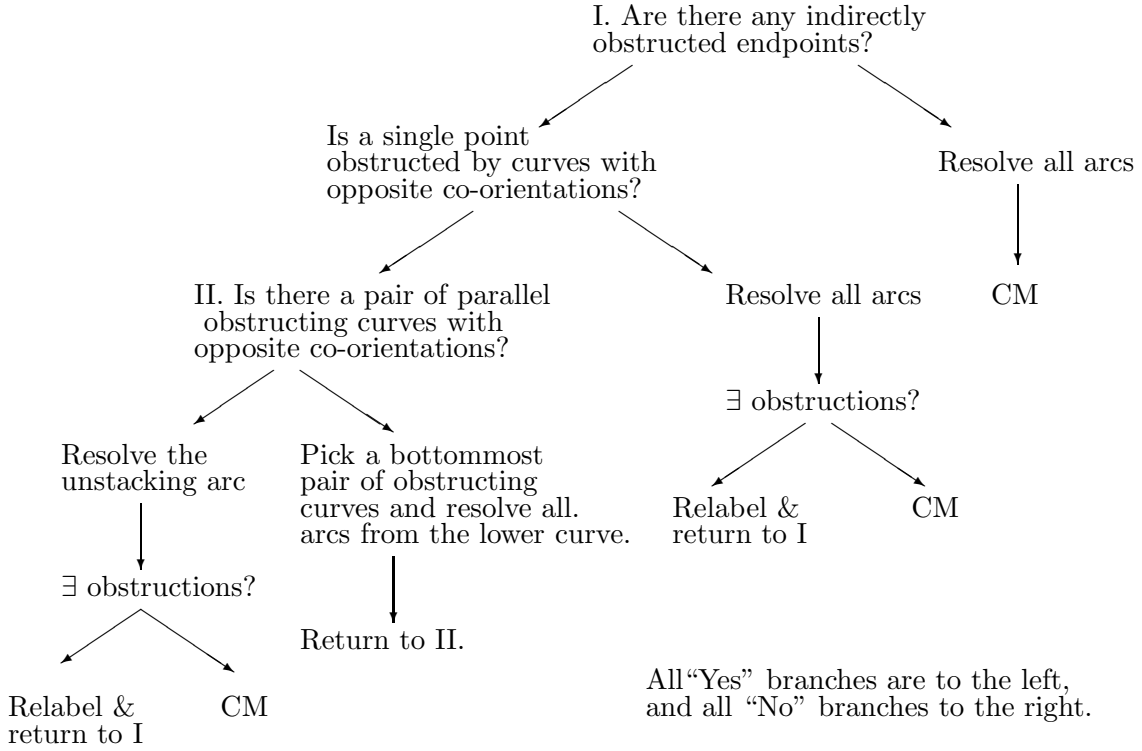 I. Are there any indirectly
obstructed endpoints?
Is a single point
obstructed by curves with
opposite co-orientations?
Resolve all arcs
II. Is there a pair of parallel
obstructing curves with
opposite co-orientations?
Resolve all arcs
CM
∃ obstructions?
Resolve the
unstacking arc
Pick a bottommost
pair of obstructing
curves and resolve all.
arcs from the lower curve.
Relabel &
return to I
CM
∃ obstructions?
Return to II.
Relabel &
return to I
CM
All“Yes” branches are to the left,
and all “No” branches to the right.